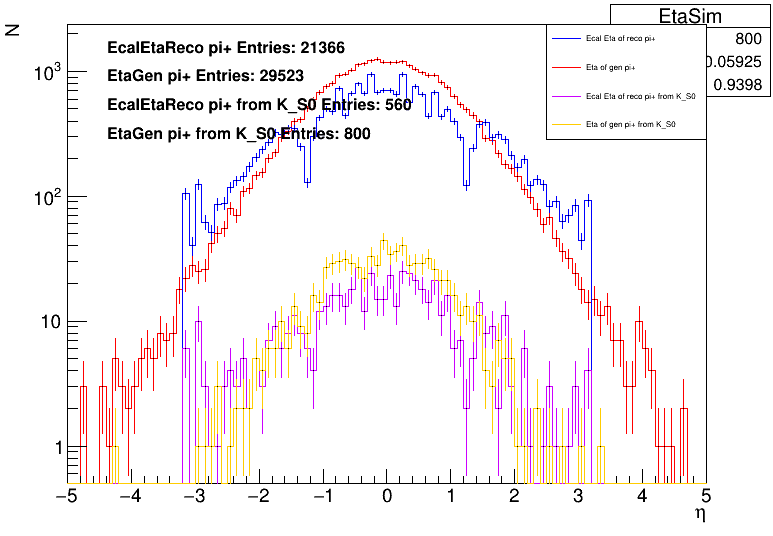 N
EtaSim
EcalEtaReco pi+ Entries: 21366
EtaGen pi+ Entries: 29523
EcalEtaReco pi+ from K_S0 Entries: 560
EtaGen pi+ from K_S0 Entries: 800
Ecal Eta of reco pi+
Eta of gen pi+
Ecal Eta of reco pi+ from K_S0
Eta of gen pi+ from K_S0
800
0.05925
0.9398
10³
10²
10
1
−5 −4 −3 −2 −1 0 1 2 3 4 5
η